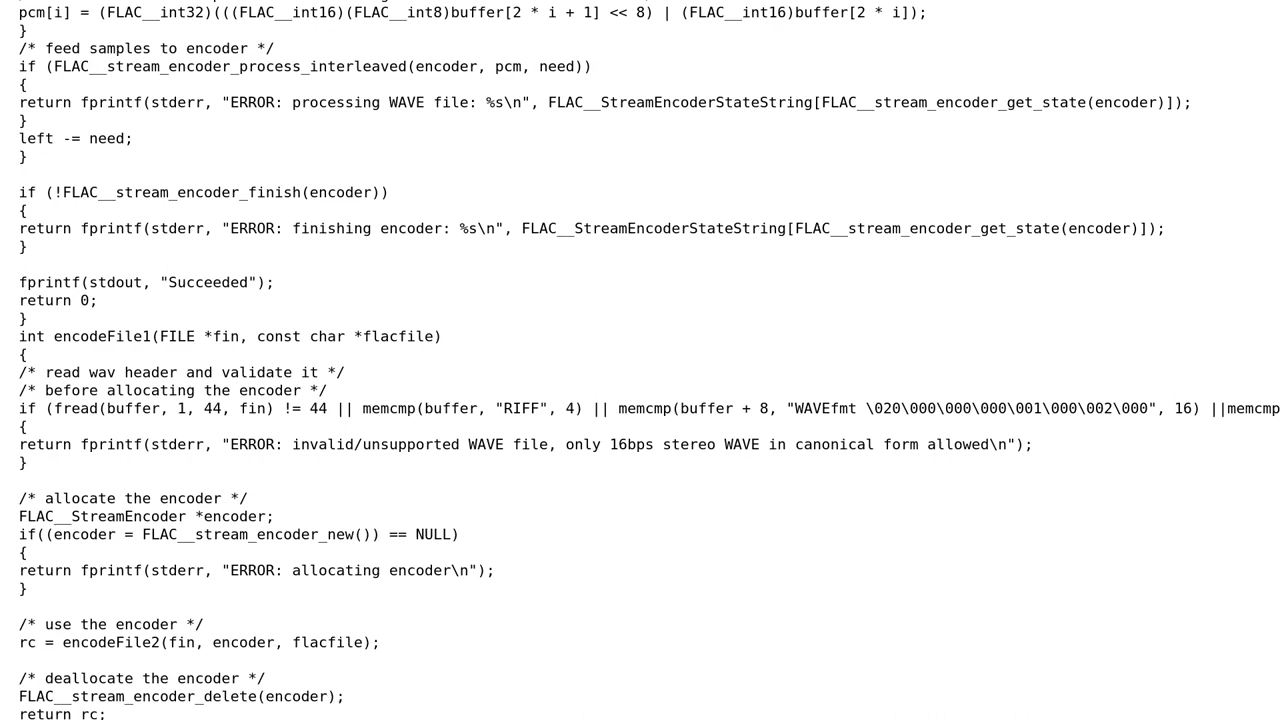 pcm[i] = (FLAC__int32)(((FLAC__int16)(FLAC__int8)buffer[2 * i + 1] << 8) | (FLAC__int16)buffer[2 * i]);
}
/* feed samples to encoder */
if (FLAC__stream_encoder_process_interleaved(encoder, pcm, need))
{
return fprintf(stderr, "ERROR: processing WAVE file: %s\n", FLAC__StreamEncoderStateString[FLAC__stream_encoder_get_state(encoder)]);
}
left -= need;
}

if (!FLAC__stream_encoder_finish(encoder))
{
return fprintf(stderr, "ERROR: finishing encoder: %s\n", FLAC__StreamEncoderStateString[FLAC__stream_encoder_get_state(encoder)]);
}

fprintf(stdout, "Succeeded");
return 0;
}
int encodeFile1(FILE *fin, const char *flacfile)
{
/* read wav header and validate it */
/* before allocating the encoder */
if (fread(buffer, 1, 44, fin) != 44 || memcmp(buffer, "RIFF", 4) || memcmp(buffer + 8, "WAVEfmt \020\000\000\000\001\000\002\000", 16) ||memcmp
{
return fprintf(stderr, "ERROR: invalid/unsupported WAVE file, only 16bps stereo WAVE in canonical form allowed\n");
}

/* allocate the encoder */
FLAC__StreamEncoder *encoder;
if((encoder = FLAC__stream_encoder_new()) == NULL)
{
return fprintf(stderr, "ERROR: allocating encoder\n");
}

/* use the encoder */
rc = encodeFile2(fin, encoder, flacfile);

/* deallocate the encoder */
FLAC__stream_encoder_delete(encoder);
return rc;